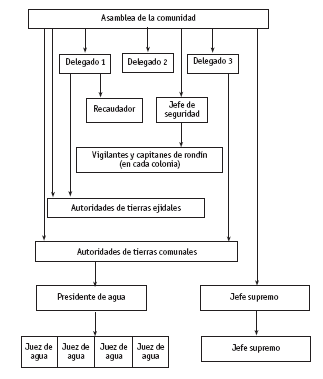 Asamblea de la comunidad
Delegado 1
Delegado 2
Delegado 3
Recaudador
Jefe de
seguridad
Vigilantes y capitanes de rondín
(en cada colonia)
Autoridades de tierras ejidales
Autoridades de tierras comunales
Presidente de agua
Jefe supremo
Juez de
agua
Juez de
agua
Juez de
agua
Juez de
agua
Jefe supremo